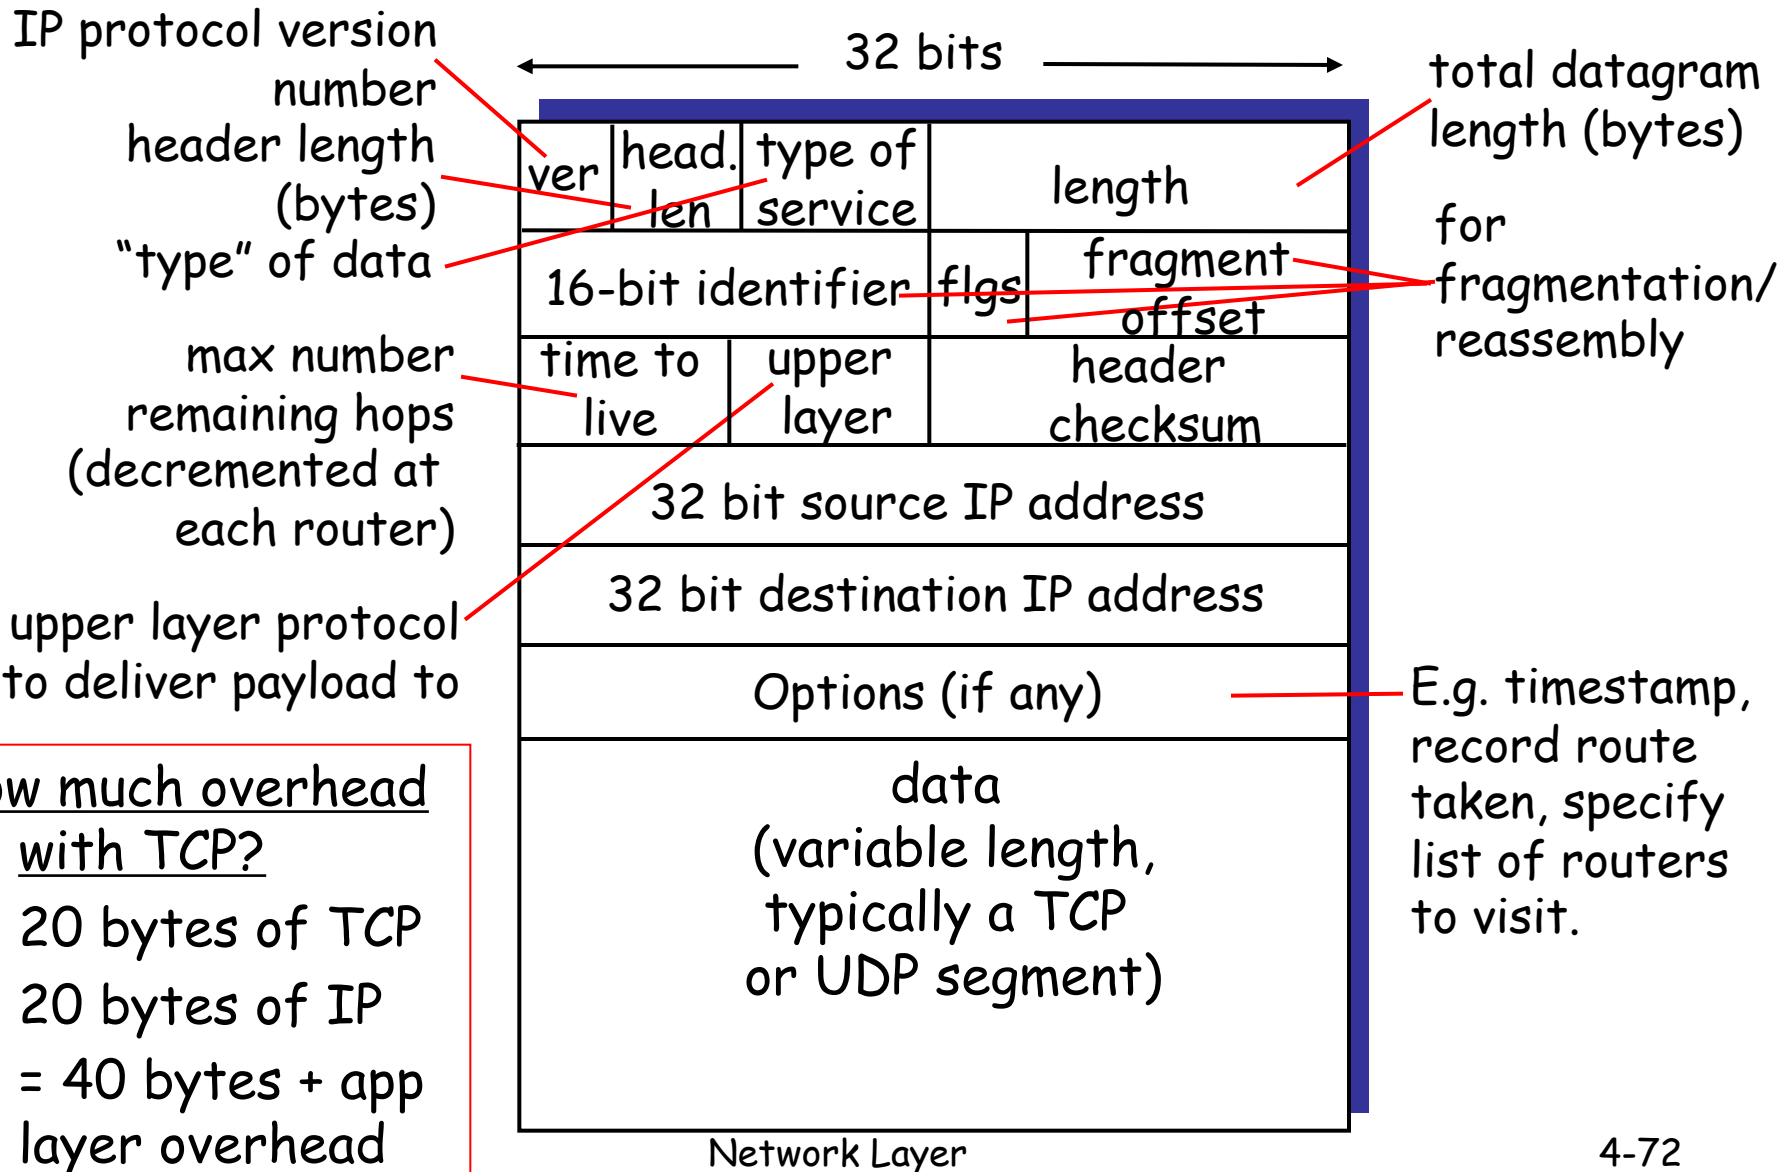 IP protocol version
number
header length
(bytes)
"type" of data
max number
remaining hops
(decremented at
each router)
upper layer protocol
to deliver payload to
ow much overhead
with TCP?
20 bytes of TCP
20 bytes of IP
= 40 bytes + app
layer overhead
32 bits
ver
head.
len
type of
service
length
16-bit identifier
flgs
fragment
offset
time to
live
upper
layer
header
checksum
32 bit source IP address
32 bit destination IP address
Options (if any)
data
(variable length,
typically a TCP
or UDP segment)
total datagram
length (bytes)
for
fragmentation/
reassembly
E.g. timestamp,
record route
taken, specify
list of routers
to visit.
Network Layer
4-72